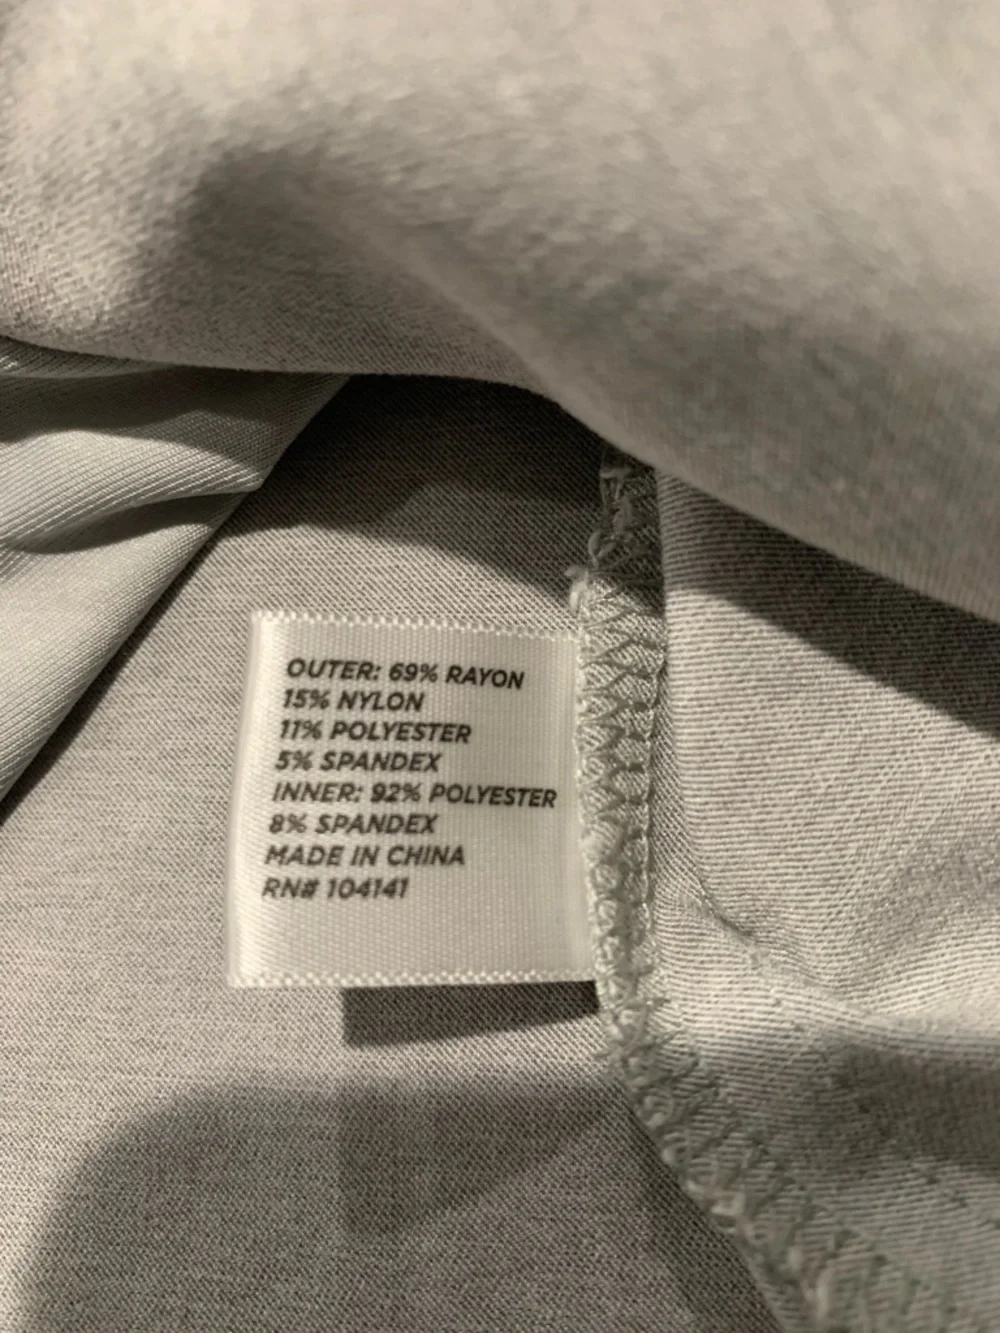 OUTER: 69% RAYON
15% NYLON
11% POLYESTER
5% SPANDEX
INNER: 92% POLYESTER
8% SPANDEX
MADE IN CHINA
RN# 104141